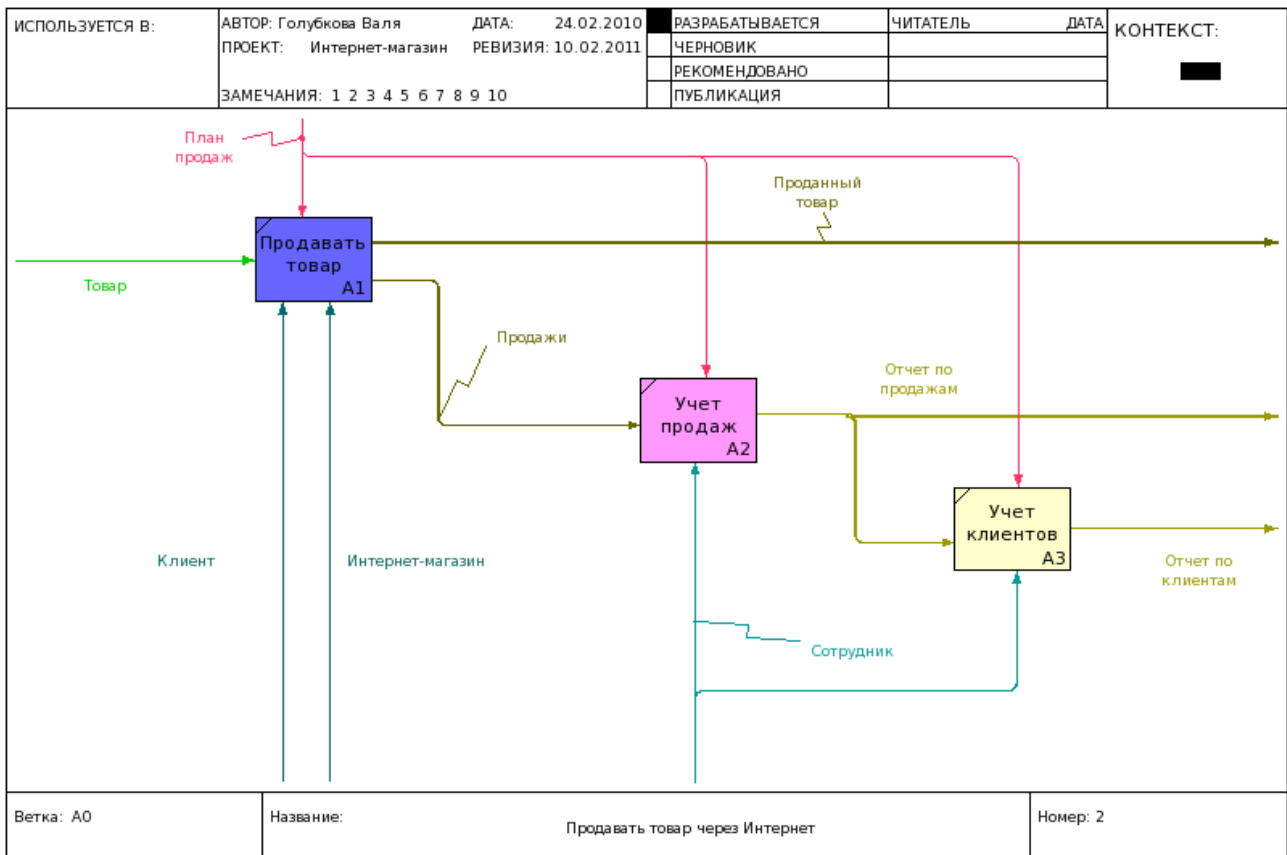 ИСПОЛЬЗУЕТСЯ В:
АВТОР: Голубкова Валя
ДАТА: 24.02.2010
ПРОЕКТ: Интернет-магазин
РЕВИЗИЯ: 10.02.2011
ЗАМЕЧАНИЯ: 1 2 3 4 5 6 7 8 9 10
РАЗРАБАТЫВАЕТСЯ
ЧЕРНОВИК
РЕКОМЕНДОВАНО
ПУБЛИКАЦИЯ
ЧИТАТЕЛЬ
ДАТА
КОНТЕКСТ:
План
продаж
Проданный
товар
Продавать
товар
A1
Товар
Продажи
Отчет по
продажам
Учет
продаж
A2
Учет
клиентов
A3
Клиент
Интернет-магазин
Отчет по
клиентам
Сотрудник
Ветка: A0
Название:
Продавать товар через Интернет
Номер: 2